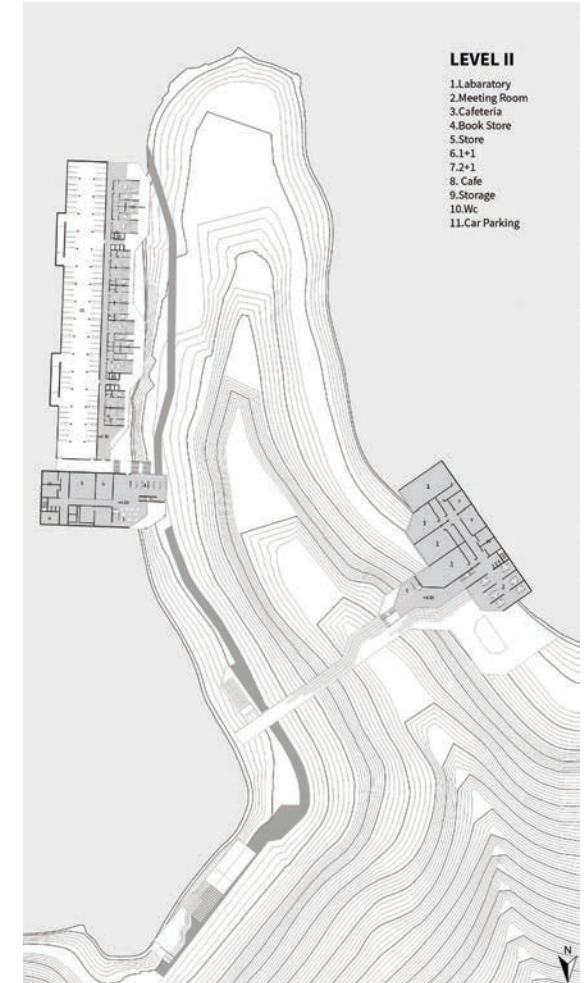 LEVEL II
1.Labaratory
2.Meeting Room
3.Cafeteria
4.Book Store
5.Store
6.1+1
7.2+1
8. Cafe
9.Storage
10.Wc
11.Car Parking
N